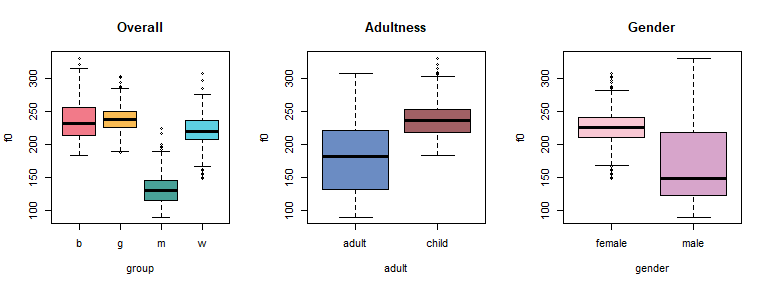 Overall
f0
300
250
200
150
100
b g m w
group
Adultness
f0
300
250
200
150
100
adult child
adult
Gender
f0
300
250
200
150
100
female male
gender